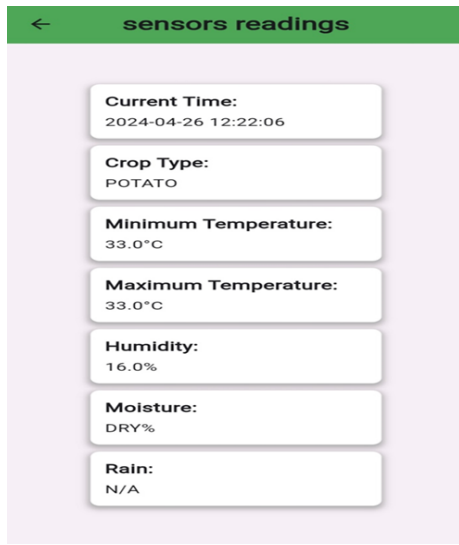 sensors readings
Current Time:
2024-04-26 12:22:06
Crop Type:
POTATO
Minimum Temperature:
33.0°C
Maximum Temperature:
33.0°C
Humidity:
16.0%
Moisture:
DRY%
Rain:
N/A